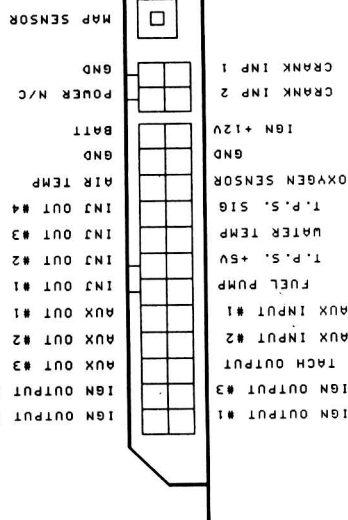 IGN OUTPUT #1
IGN OUTPUT #3
TACH OUTPUT
AUX INPUT #2
AUX INPUT #1
FUEL PUMP
T.P.S. +5V
WATER TEMP
T.P.S. SIG
OXYGEN SENSOR
GND
IGN +12V
CRANK INP 2
CRANK INP 1
IGN OUTPUT
IGN OUTPUT
AUX OUT #3
AUX OUT #2
AUX OUT #1
INJ OUT #1
INJ OUT #2
INJ OUT #3
INJ OUT #4
AIR TEMP
GND
BATT
POWER N/C
GND
MAP SENSOR